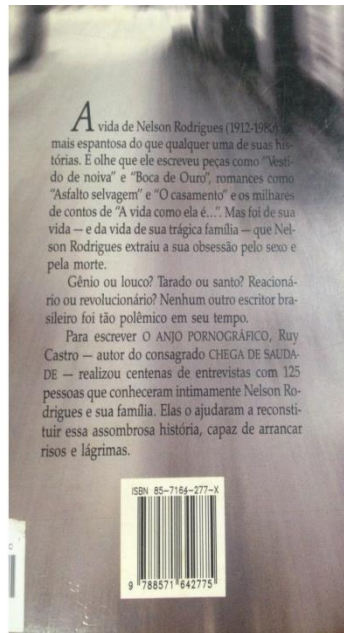 A vida de Nelson Rodrigues (1912-1980) é
mais espantosa do que qualquer uma de suas his-
tórias. E olhe que ele escreveu peças como "Vesti-
do de noiva" e "Boca de Ouro", romances como
"Asfalto selvagem" e "O casamento" e os milhares
de contos de "A vida como ela é...". Mas foi de sua
vida — e da vida de sua trágica família — que Nel-
son Rodrigues extraiu a sua obsessão pelo sexo e
pela morte.
Gênio ou louco? Tarado ou santo? Reacioná-
rio ou revolucionário? Nenhum outro escritor bra-
sileiro foi tão polêmico em seu tempo.
Para escrever O ANJO PORNOGRÁFICO, Ruy
Castro — autor do consagrado CHEGA DE SAUDA-
DE — realizou centenas de entrevistas com 125
pessoas que conheceram intimamente Nelson Ro-
drigues e sua família. Elas o ajudaram a reconsti-
tuir essa assombrosa história, capaz de arrancar
risos e lágrimas.
ISBN 85-7164-277-X
9 788571 642775